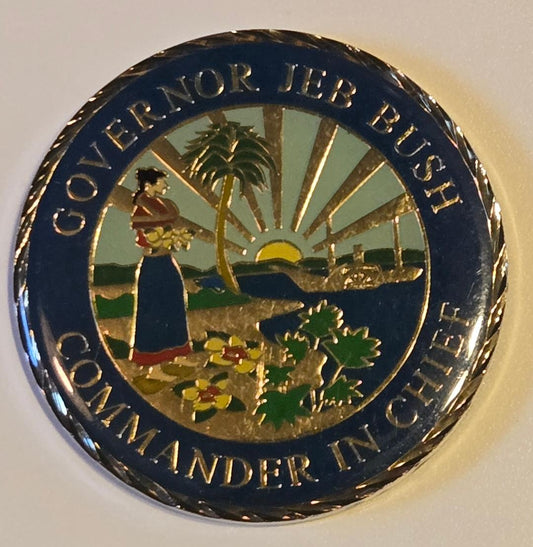 GOVERNOR JEB BUSH
COMMANDER IN CHIEF